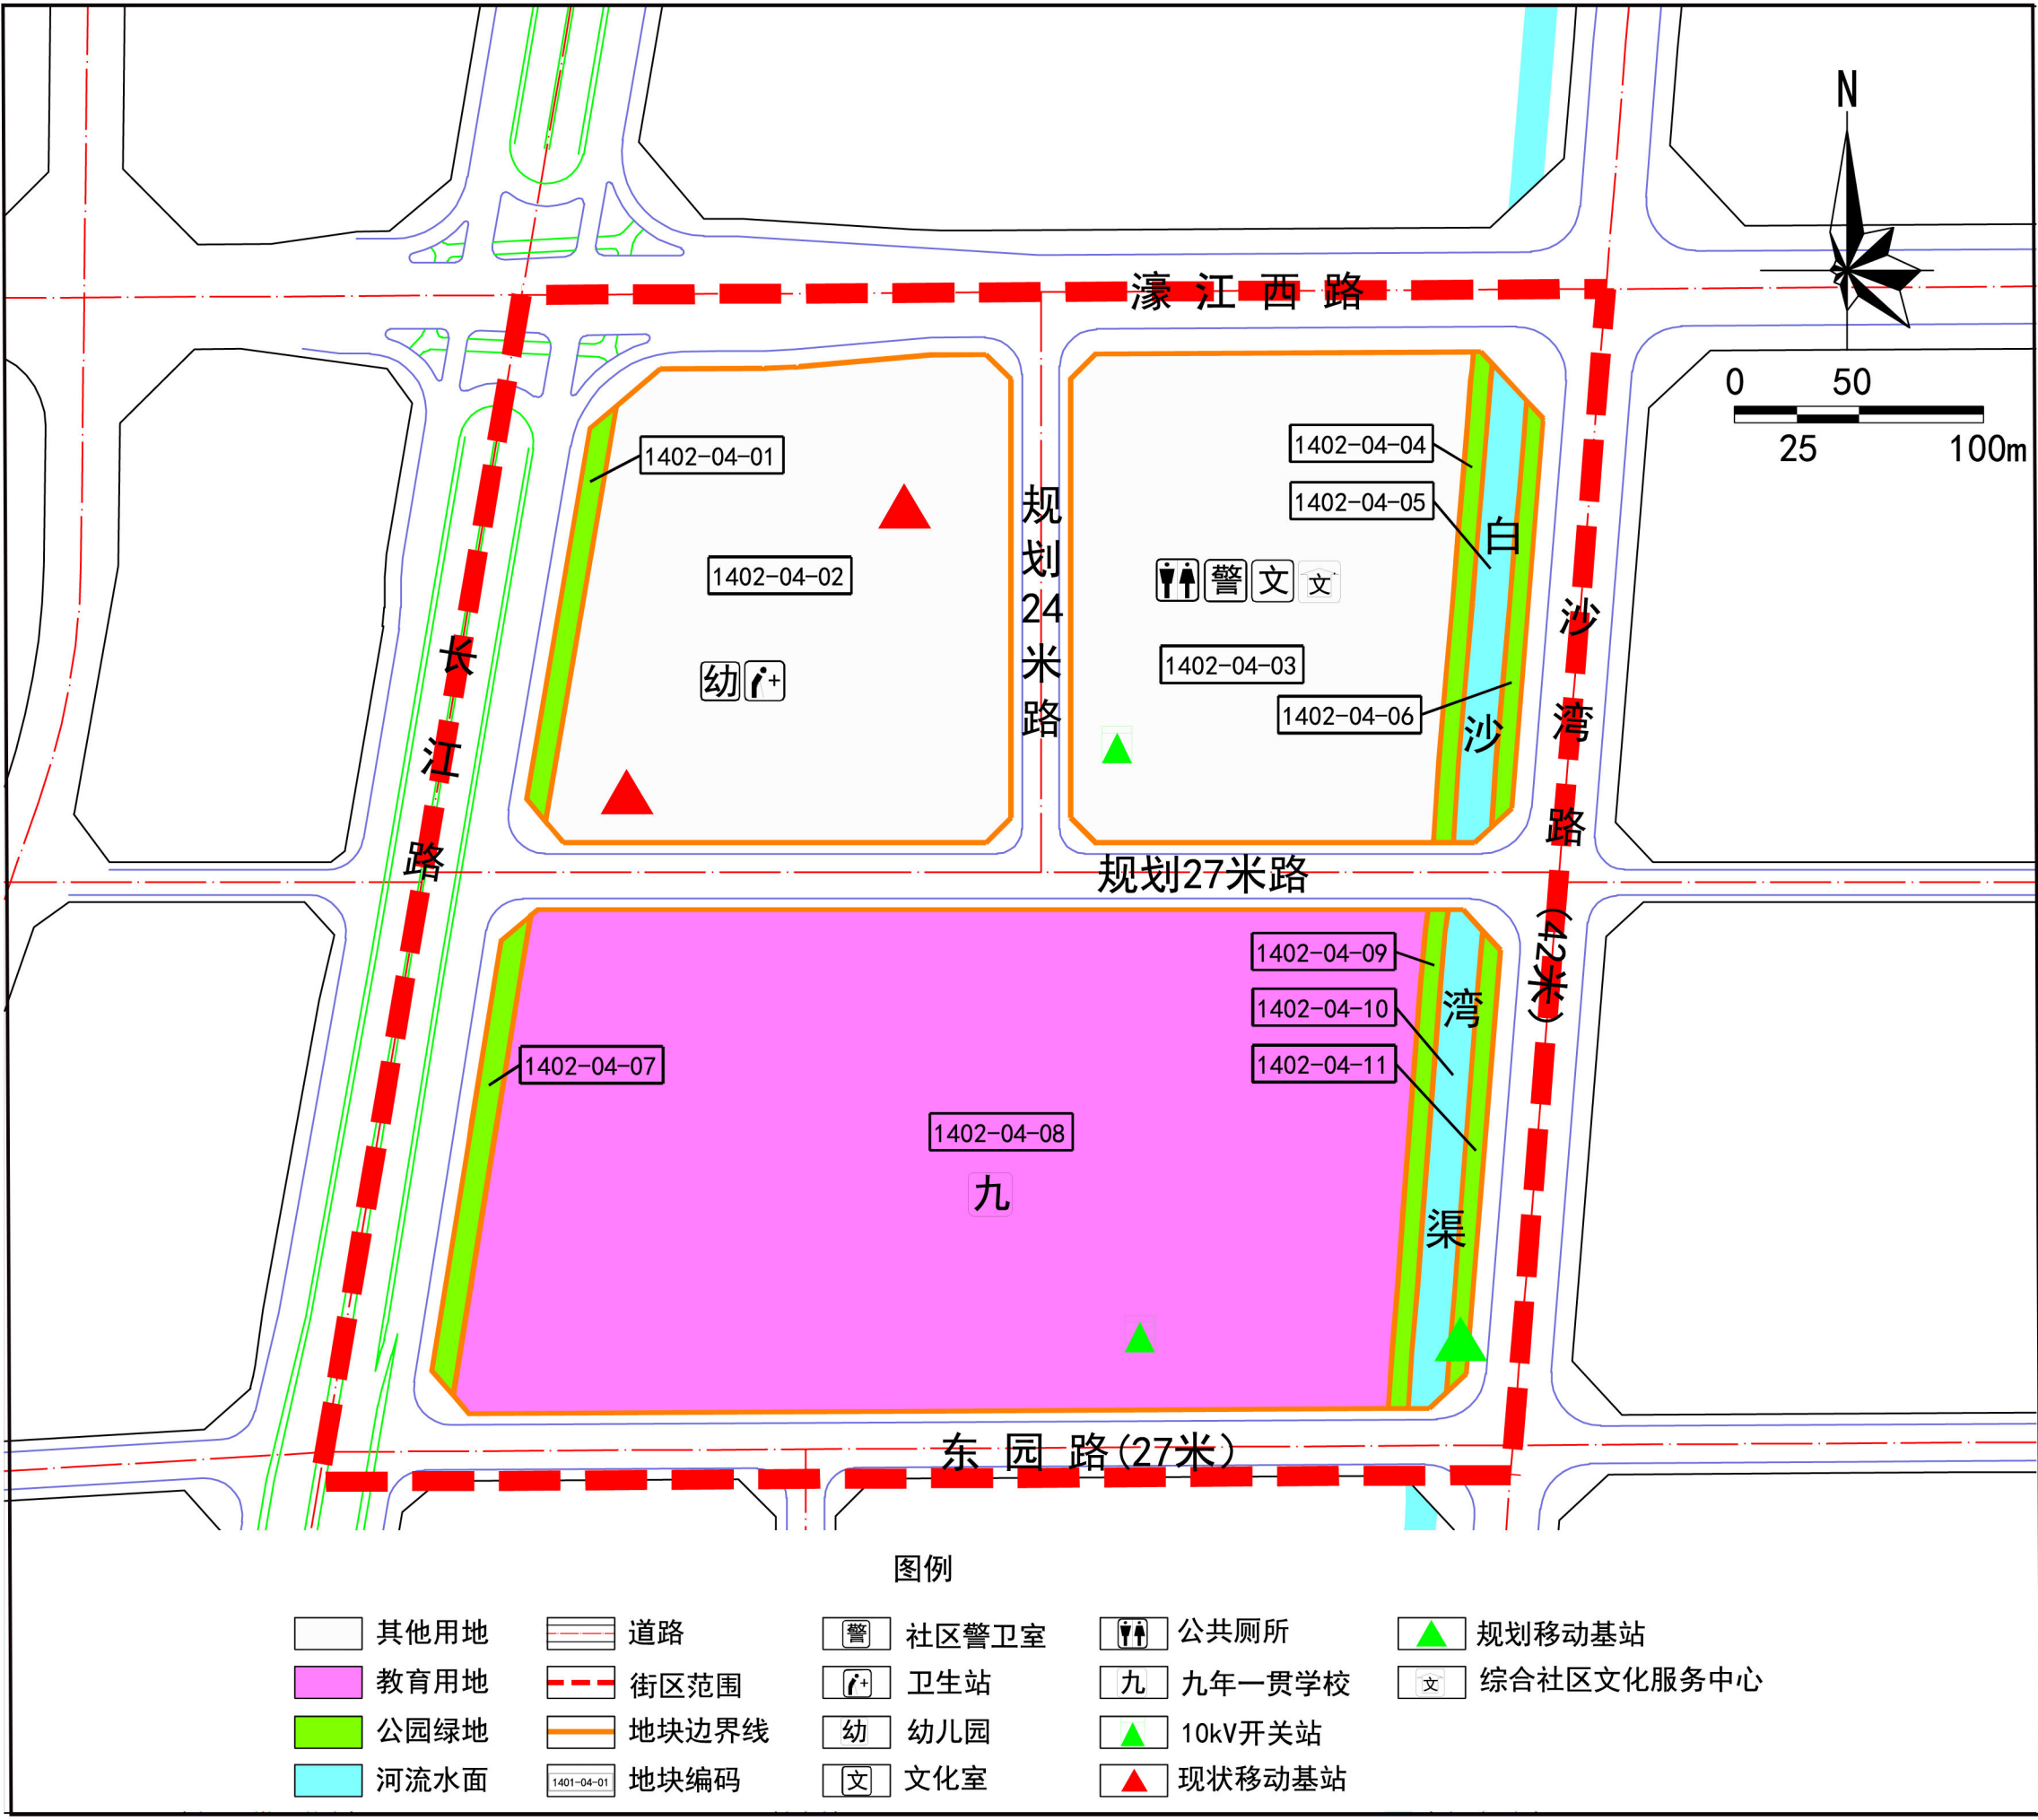 N
濠江西路
0
50
25
100m
1402-04-01
1402-04-04
1402-04-05
白
沙
规划24米路
1402-04-02
警
文
文
沙湾路(42米)
长江路
幼
1402-04-03
1402-04-06
规划27米路
1402-04-09
1402-04-10
湾
1402-04-11
1402-04-07
1402-04-08
九
渠
东园路(27米)
图例
其他用地
道路
警 社区警卫室
公共厕所
规划移动基站
教育用地
街区范围
卫生站
九 九年一贯学校
文 综合社区文化服务中心
公园绿地
地块边界线
幼 幼儿园
10kV开关站
河流水面
1401-04-01 地块编码
文 文化室
现状移动基站